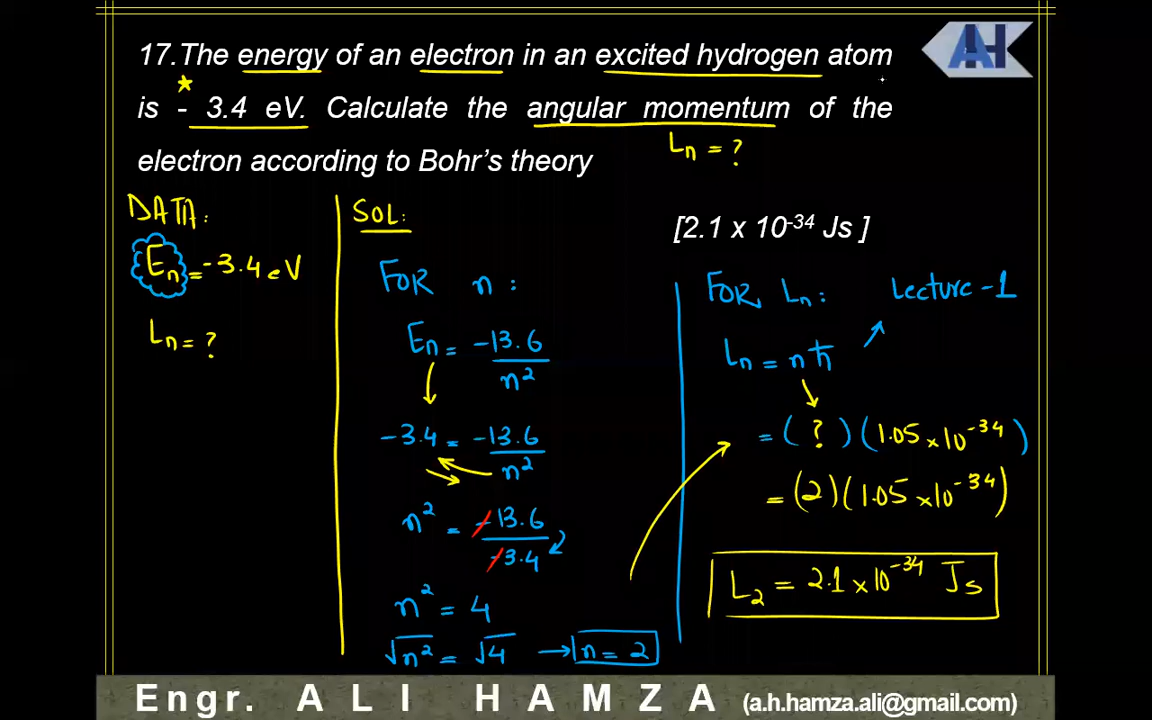 17.The energy of an electron in an excited hydrogen atom
is - 3.4 eV. Calculate the angular momentum of the
electron according to Bohr's theory
Ln = ?
[2.1 x 10⁻³⁴ Js ]
DATA:
En = -3.4 eV
Ln = ?
SOL:
FOR n :
En = -13.6 / n²
-3.4 = -13.6 / n²
n² = -13.6 / -3.4
n² = 4
√n² = √4 → n = 2
FOR Ln : Lecture -1
Ln = nħ
= ( ? ) (1.05 × 10⁻³⁴)
= (2) (1.05 × 10⁻³⁴)
L₂ = 2.1 × 10⁻³⁴ Js
AH
Engr. ALI HAMZA (a.h.hamza.ali@gmail.com)